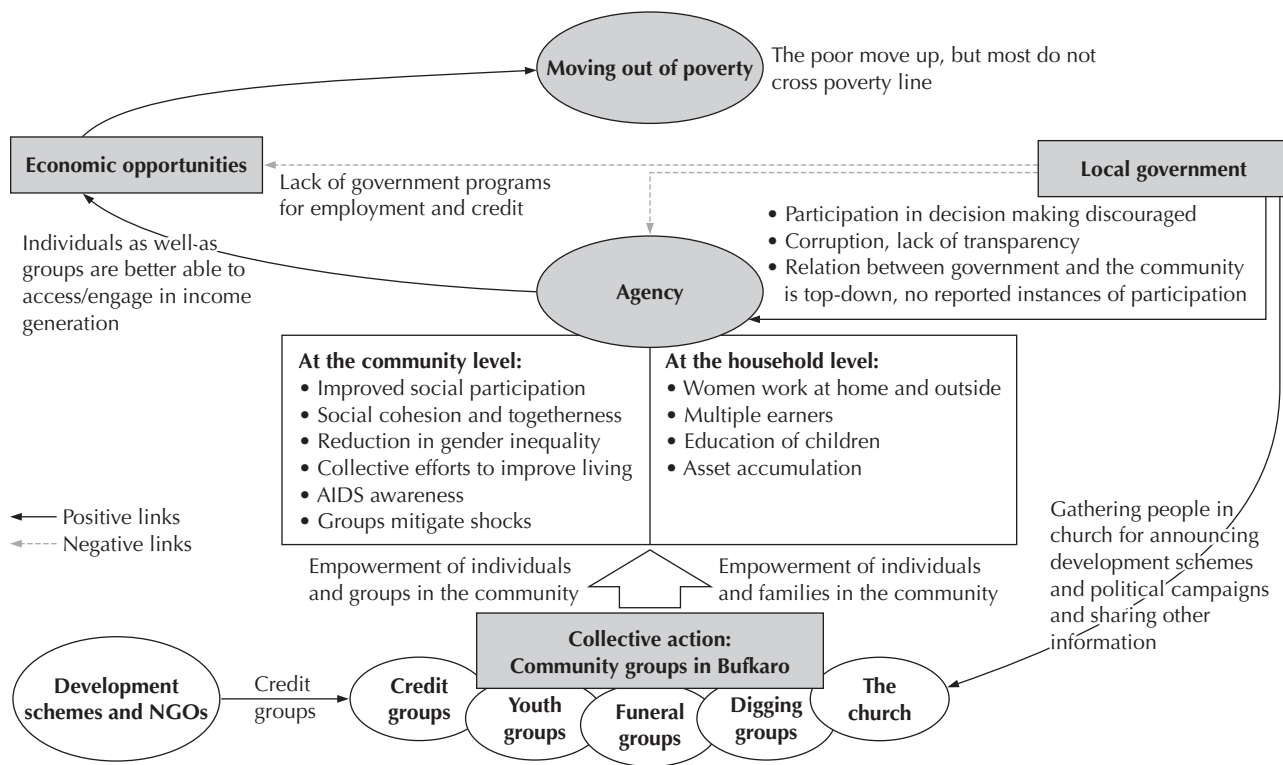 Moving out of poverty
The poor move up, but most do not
cross poverty line
Economic opportunities
Local government
Lack of government programs
for employment and credit
• Participation in decision making discouraged
• Corruption, lack of transparency
• Relation between government and the community
is top-down, no reported instances of participation
Individuals as well-as
groups are better able to
access/engage in income
generation
Agency
At the community level:
• Improved social participation
• Social cohesion and togetherness
• Reduction in gender inequality
• Collective efforts to improve living
• AIDS awareness
• Groups mitigate shocks
At the household level:
• Women work at home and outside
• Multiple earners
• Education of children
• Asset accumulation
Positive links
Negative links
Gathering people in
church for announcing
development schemes
and political campaigns
and sharing other
information
Empowerment of individuals
and groups in the community
Empowerment of individuals
and families in the community
Collective action:
Community groups in Bufkaro
Development
schemes and NGOs
Credit
groups
Credit
groups
Youth
groups
Funeral
groups
Digging
groups
The
church